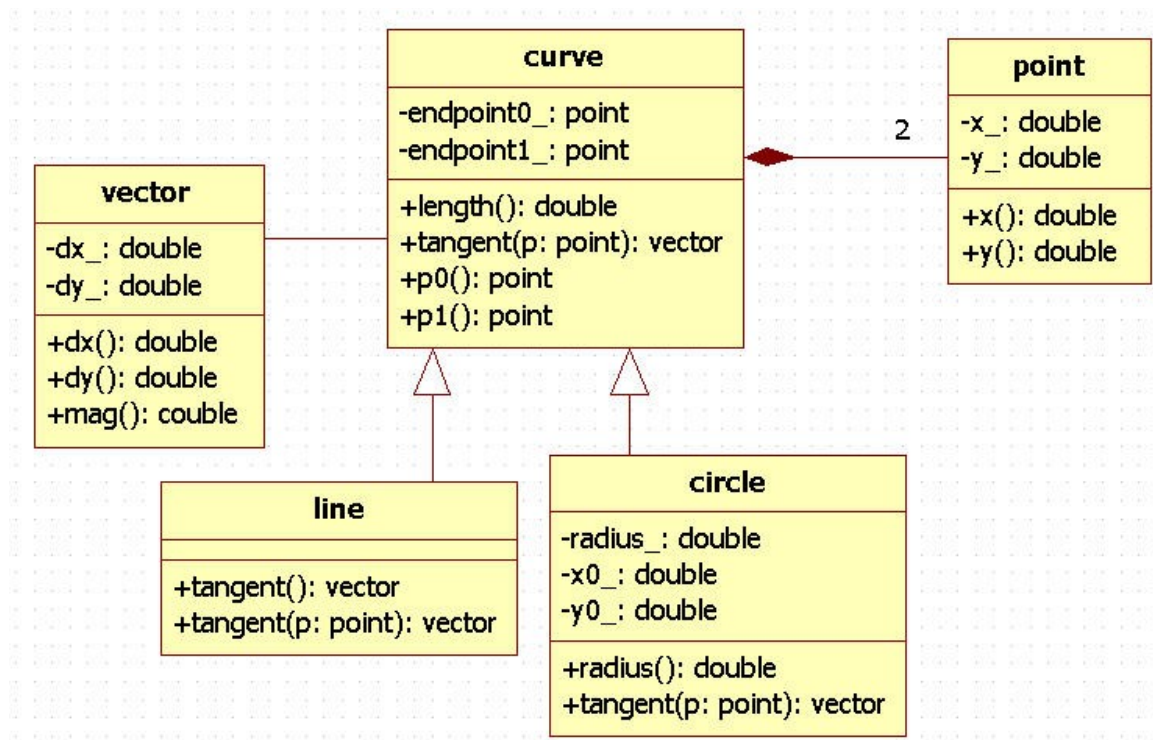 curve
-endpoint0_: point
-endpoint1_: point
+length(): double
+tangent(p: point): vector
+p0(): point
+p1(): point
2
point
-x_: double
-y_: double
+x(): double
+y(): double
vector
-dx_: double
-dy_: double
+dx(): double
+dy(): double
+mag(): couble
line
+tangent(): vector
+tangent(p: point): vector
circle
-radius_: double
-x0_: double
-y0_: double
+radius(): double
+tangent(p: point): vector